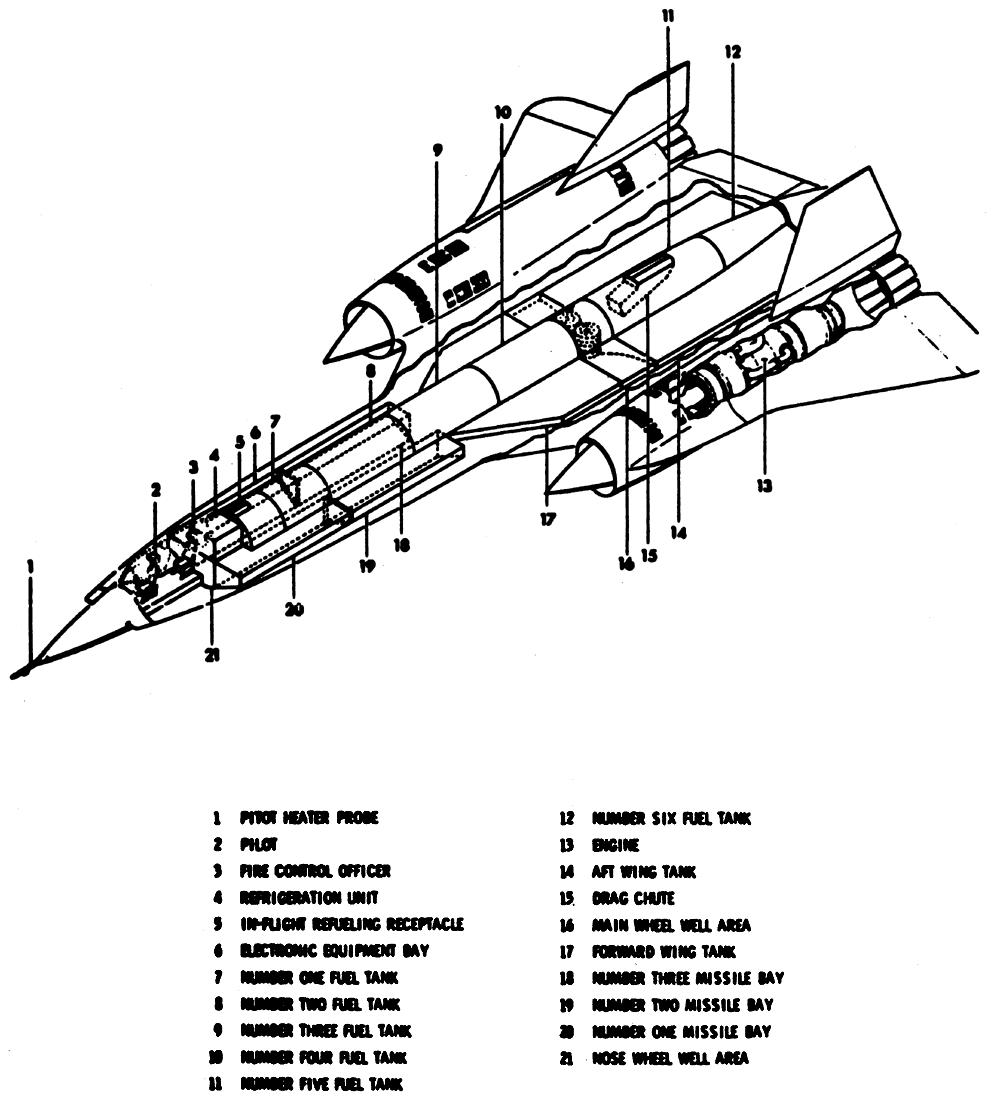 11
12
10
9
8
7
6
5
4
3
2
1
13
14
15
16
17
18
19
20
21
1 PITOT HEATER PROBE
2 PILOT
3 FIRE CONTROL OFFICER
4 REFRIGERATION UNIT
5 IN-FLIGHT REFUELING RECEPTACLE
6 ELECTRONIC EQUIPMENT BAY
7 NUMBER ONE FUEL TANK
8 NUMBER TWO FUEL TANK
9 NUMBER THREE FUEL TANK
10 NUMBER FOUR FUEL TANK
11 NUMBER FIVE FUEL TANK
12 NUMBER SIX FUEL TANK
13 ENGINE
14 AFT WING TANK
15 DRAG CHUTE
16 MAIN WHEEL WELL AREA
17 FORWARD WING TANK
18 NUMBER THREE MISSILE BAY
19 NUMBER TWO MISSILE BAY
20 NUMBER ONE MISSILE BAY
21 NOSE WHEEL WELL AREA